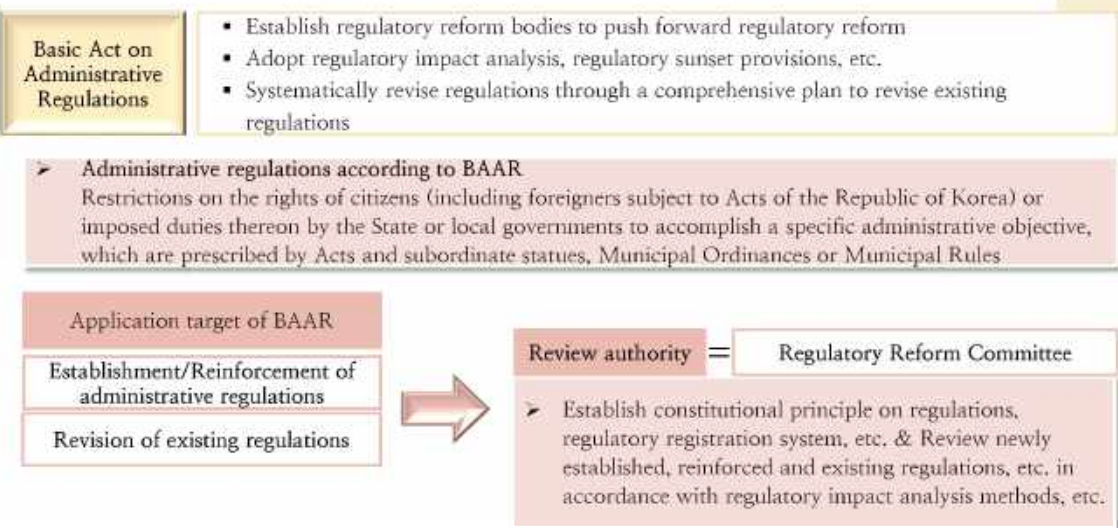 Basic Act on
Administrative
Regulations
▪ Establish regulatory reform bodies to push forward regulatory reform
▪ Adopt regulatory impact analysis, regulatory sunset provisions, etc.
▪ Systematically revise regulations through a comprehensive plan to revise existing
regulations
➢ Administrative regulations according to BAAR
Restrictions on the rights of citizens (including foreigners subject to Acts of the Republic of Korea) or
imposed duties thereon by the State or local governments to accomplish a specific administrative objective,
which are prescribed by Acts and subordinate statues, Municipal Ordinances or Municipal Rules
Application target of BAAR
Establishment/Reinforcement of
administrative regulations
Revision of existing regulations
Review authority = Regulatory Reform Committee
➢ Establish constitutional principle on regulations,
regulatory registration system, etc. & Review newly
established, reinforced and existing regulations, etc. in
accordance with regulatory impact analysis methods, etc.